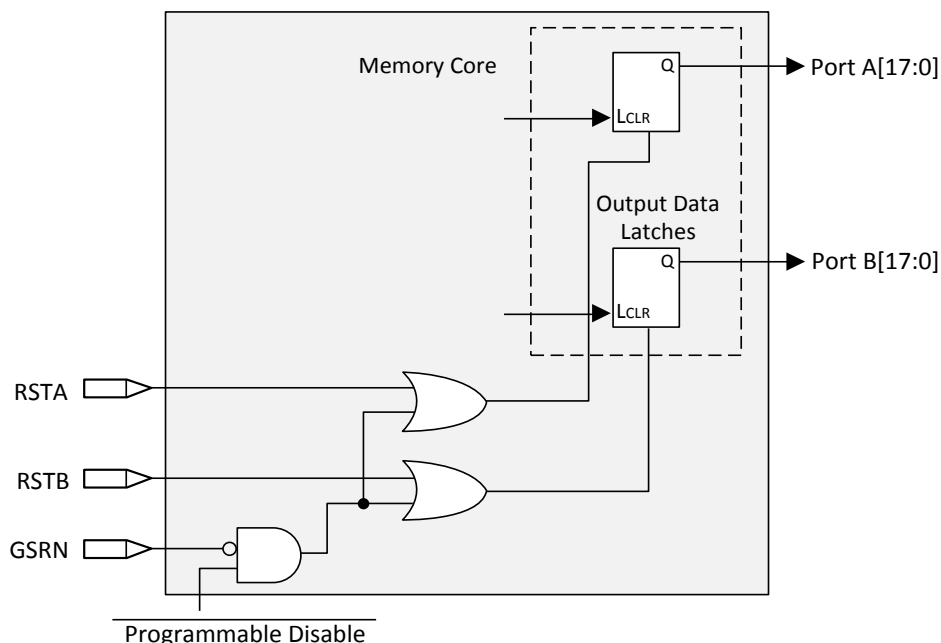 Memory Core
Q
Port A[17:0]
LCLR
Output Data
Latches
Q
Port B[17:0]
LCLR
RSTA
RSTB
GSRN
Programmable Disable